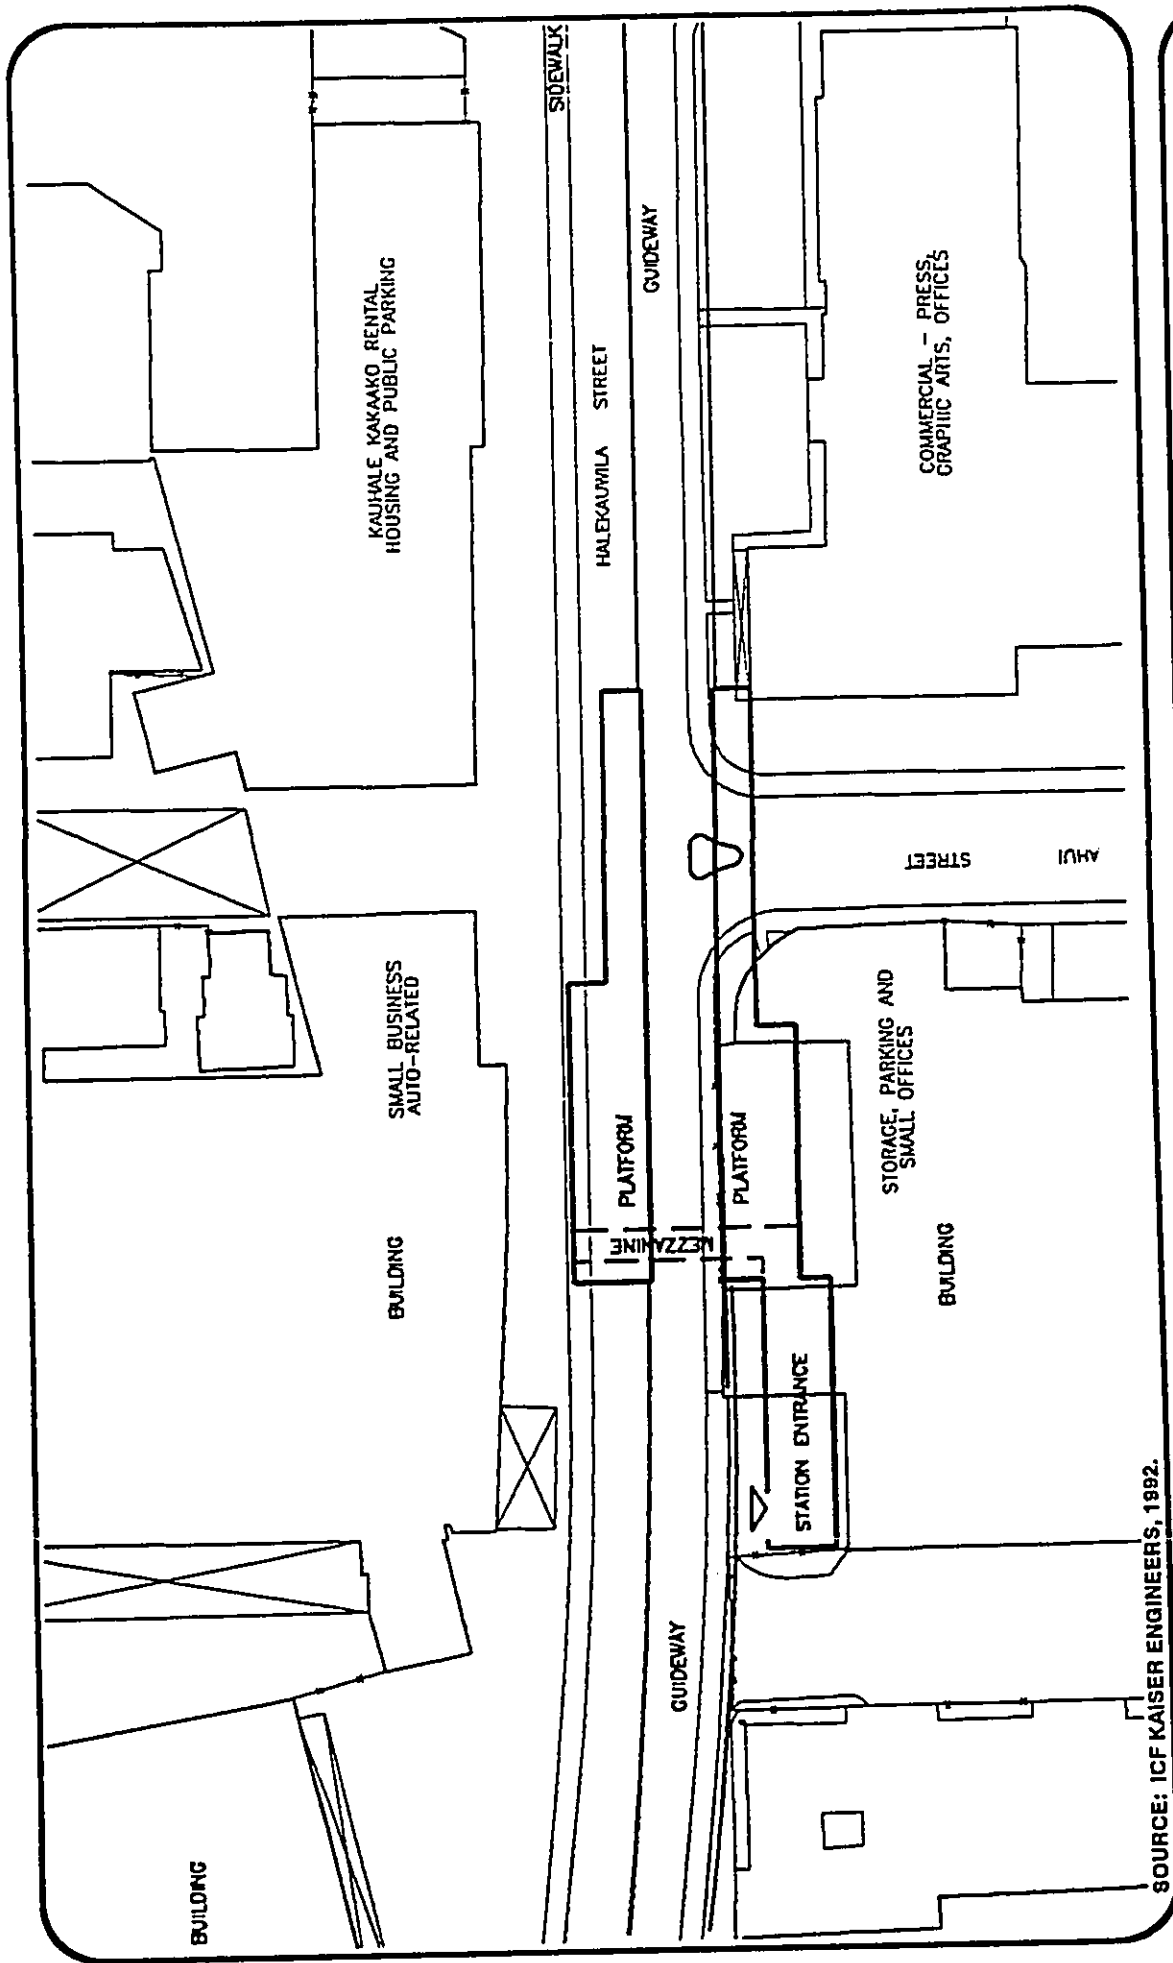 SIDEWALK
KAUHALE KAKAAKO RENTAL
HOUSING AND PUBLIC PARKING
GUIDEWAY
HALEKAUWILA STREET
COMMERCIAL - PRESS,
GRAPHIC ARTS, OFFICES
SMALL BUSINESS
AUTO-RELATED
AHUI STREET
PLATFORM
PLATFORM
MEZZANINE
STORAGE, PARKING AND
SMALL OFFICES
BUILDING
BUILDING
STATION ENTRANCE
GUIDEWAY
BUILDING
SOURCE: ICF KAISER ENGINEERS, 1992.